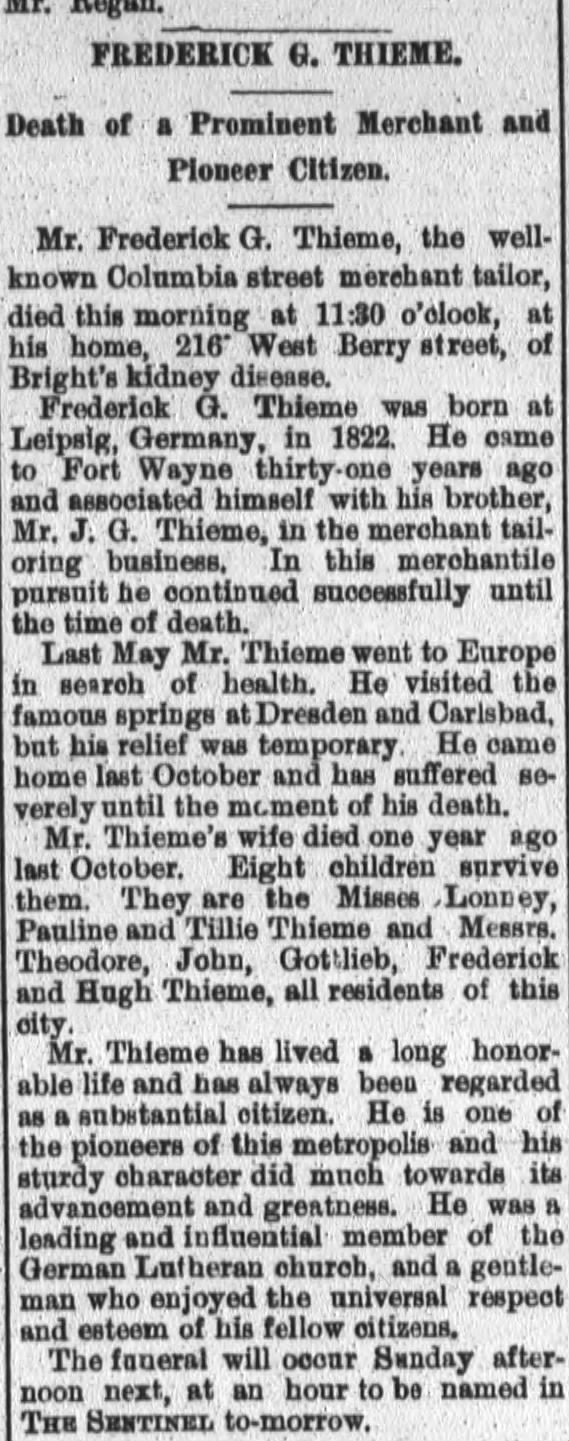 Mr. Regan.
FREDERICK G. THIEME.
Death of a Prominent Merchant and
Pioneer Citizen.
Mr. Frederick G. Thieme, the well-
known Columbia street merchant tailor,
died this morning at 11:30 o'clock, at
his home, 216 West Berry street, of
Bright's kidney disease.
Frederick G. Thieme was born at
Leipsig, Germany, in 1822. He came
to Fort Wayne thirty-one years ago
and associated himself with his brother,
Mr. J. G. Thieme, in the merchant tail-
oring business. In this merchantile
pursuit he continued successfully until
the time of death.
Last May Mr. Thieme went to Europe
in search of health. He visited the
famous springs at Dresden and Carlsbad,
but his relief was temporary. He came
home last October and has suffered se-
verely until the moment of his death.
Mr. Thieme's wife died one year ago
last October. Eight children survive
them. They are the Misses Lonney,
Pauline and Tillie Thieme and Messrs.
Theodore, John, Gottlieb, Frederick
and Hugh Thieme, all residents of this
city.
Mr. Thieme has lived a long honor-
able life and has always been regarded
as a substantial citizen. He is one of
the pioneers of this metropolis and his
sturdy character did much towards its
advancement and greatness. He was a
leading and influential member of the
German Lutheran church, and a gentle-
man who enjoyed the universal respect
and esteem of his fellow citizens.
The funeral will occur Sunday after-
noon next, at an hour to be named in
THE SENTINEL to-morrow.